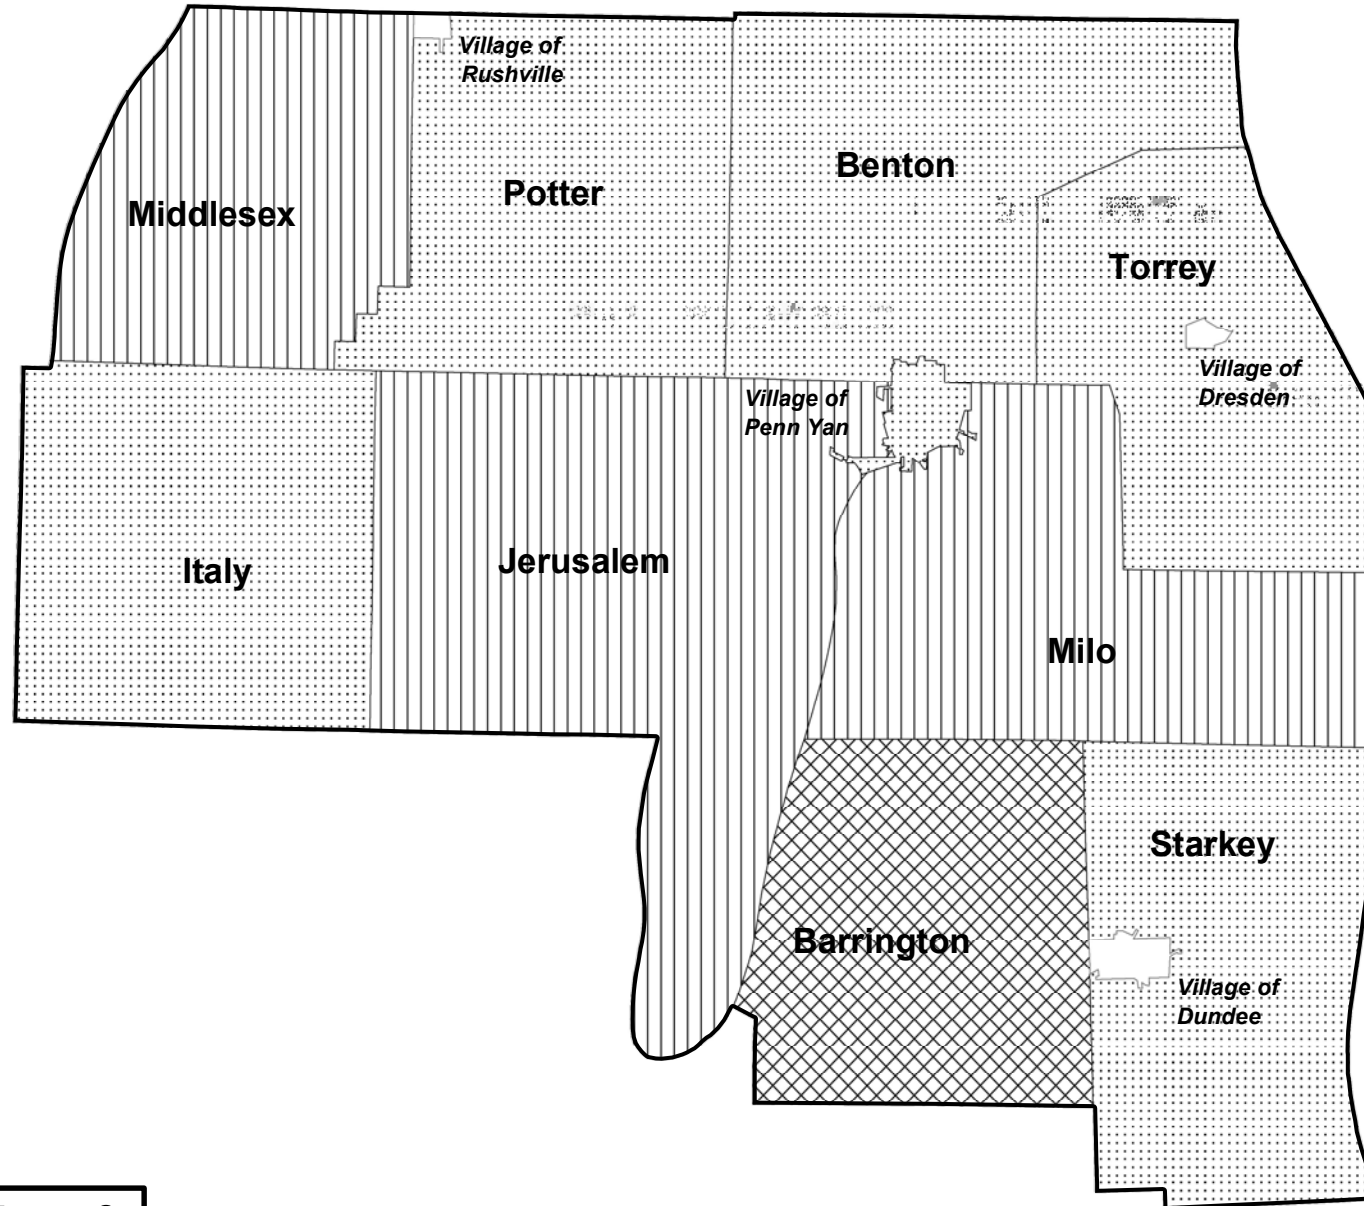 Village of
Rushville
Benton
Potter
Middlesex
Torrey
Village of
Dresden
Village of
Penn Yan
Jerusalem
Italy
Milo
Starkey
Barrington
Village of
Dundee